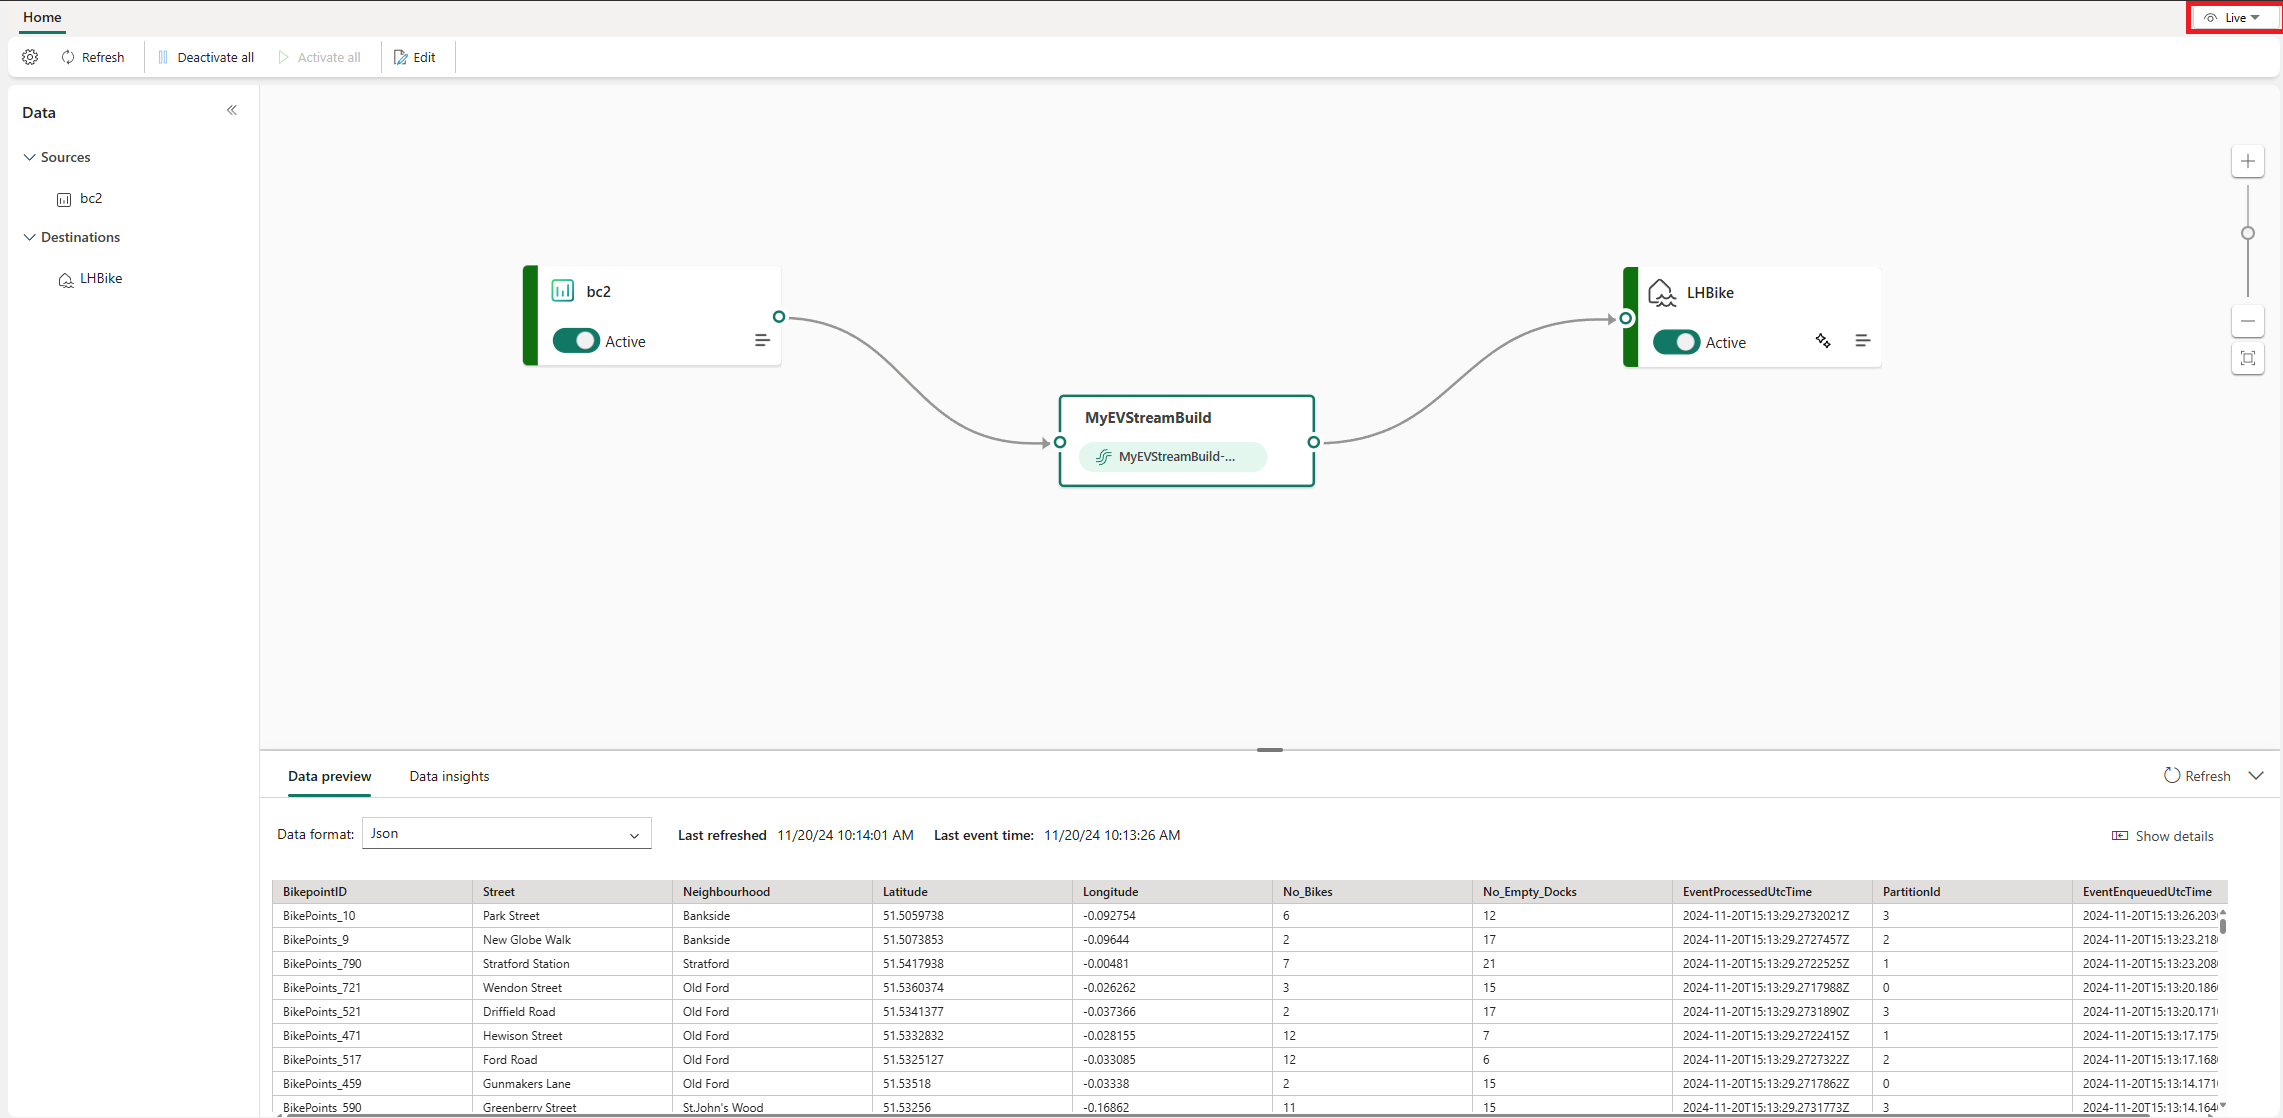 Home
Live
Refresh Deactivate all Activate all Edit
Data
Sources
bc2
Destinations
LHBike
bc2
Active
LHBike
Active
MyEVStreamBuild
MyEVStreamBuild-...
Data preview Data insights Refresh
Data format: Json Last refreshed 11/20/24 10:14:01 AM Last event time: 11/20/24 10:13:26 AM Show details
BikepointID Street Neighbourhood Latitude Longitude No_Bikes No_Empty_Docks EventProcessedUtcTime PartitionId EventEnqueuedUtcTime
BikePoints_10 Park Street Bankside 51.5059738 -0.092754 6 12 2024-11-20T15:13:29.2732021Z 3 2024-11-20T15:13:26.203
BikePoints_9 New Globe Walk Bankside 51.5073853 -0.09644 2 17 2024-11-20T15:13:29.2727457Z 2 2024-11-20T15:13:23.218
BikePoints_790 Stratford Station Stratford 51.5417938 -0.00481 7 21 2024-11-20T15:13:29.2722525Z 1 2024-11-20T15:13:23.208
BikePoints_721 Wendon Street Old Ford 51.5360374 -0.026262 3 15 2024-11-20T15:13:29.2717988Z 0 2024-11-20T15:13:20.186
BikePoints_521 Driffield Road Old Ford 51.5341377 -0.037366 2 17 2024-11-20T15:13:29.2731890Z 3 2024-11-20T15:13:20.171
BikePoints_471 Hewison Street Old Ford 51.5332832 -0.028155 12 7 2024-11-20T15:13:29.2722415Z 1 2024-11-20T15:13:17.175
BikePoints_517 Ford Road Old Ford 51.5325127 -0.033085 12 6 2024-11-20T15:13:29.2727322Z 2 2024-11-20T15:13:17.168
BikePoints_459 Gunmakers Lane Old Ford 51.53518 -0.03338 2 15 2024-11-20T15:13:29.2717862Z 0 2024-11-20T15:13:14.171
BikePoints_590 Greenberry Street St.John's Wood 51.53256 -0.16862 11 15 2024-11-20T15:13:29.2731773Z 3 2024-11-20T15:13:14.164